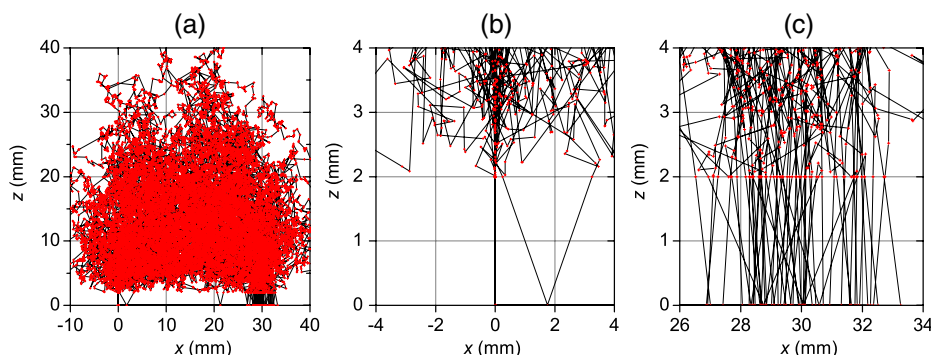 (a) (b) (c)
40 4 4
30 3 3
z (mm) z (mm) z (mm)
20 2 2
10 1 1
0 0 0
-10 0 10 20 30 40 -4 -2 0 2 4 26 28 30 32 34
x (mm) x (mm) x (mm)